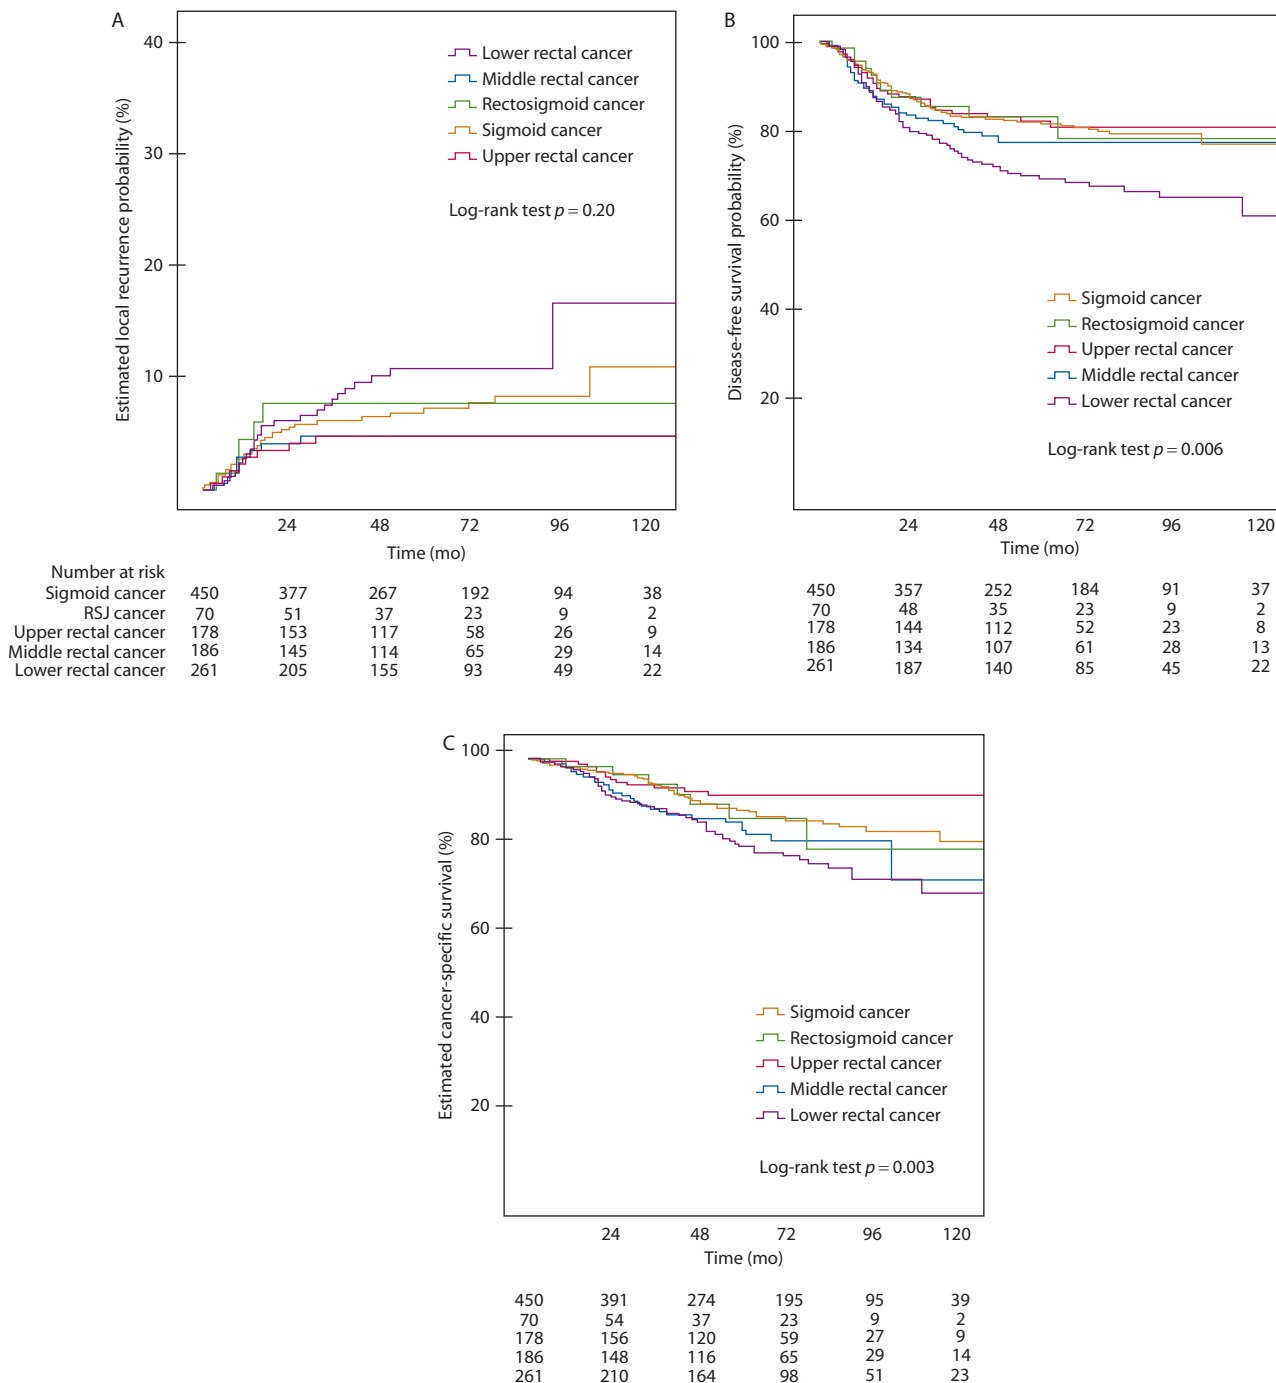 A
Estimated local recurrence probability (%)
40
30
20
10
Lower rectal cancer
Middle rectal cancer
Rectosigmoid cancer
Sigmoid cancer
Upper rectal cancer
Log-rank test p = 0.20
24 48 72 96 120
Time (mo)
Number at risk
Sigmoid cancer 450 377 267 192 94 38
RSJ cancer 70 51 37 23 9 2
Upper rectal cancer 178 153 117 58 26 9
Middle rectal cancer 186 145 114 65 29 14
Lower rectal cancer 261 205 155 93 49 22
B
Disease-free survival probability (%)
100
80
60
40
20
Sigmoid cancer
Rectosigmoid cancer
Upper rectal cancer
Middle rectal cancer
Lower rectal cancer
Log-rank test p = 0.006
24 48 72 96 120
Time (mo)
450 357 252 184 91 37
70 48 35 23 9 2
178 144 112 52 23 8
186 134 107 61 28 13
261 187 140 85 45 22
C
Estimated cancer-specific survival (%)
100
80
60
40
20
Sigmoid cancer
Rectosigmoid cancer
Upper rectal cancer
Middle rectal cancer
Lower rectal cancer
Log-rank test p = 0.003
24 48 72 96 120
Time (mo)
450 391 274 195 95 39
70 54 37 23 9 2
178 156 120 59 27 9
186 148 116 65 29 14
261 210 164 98 51 23